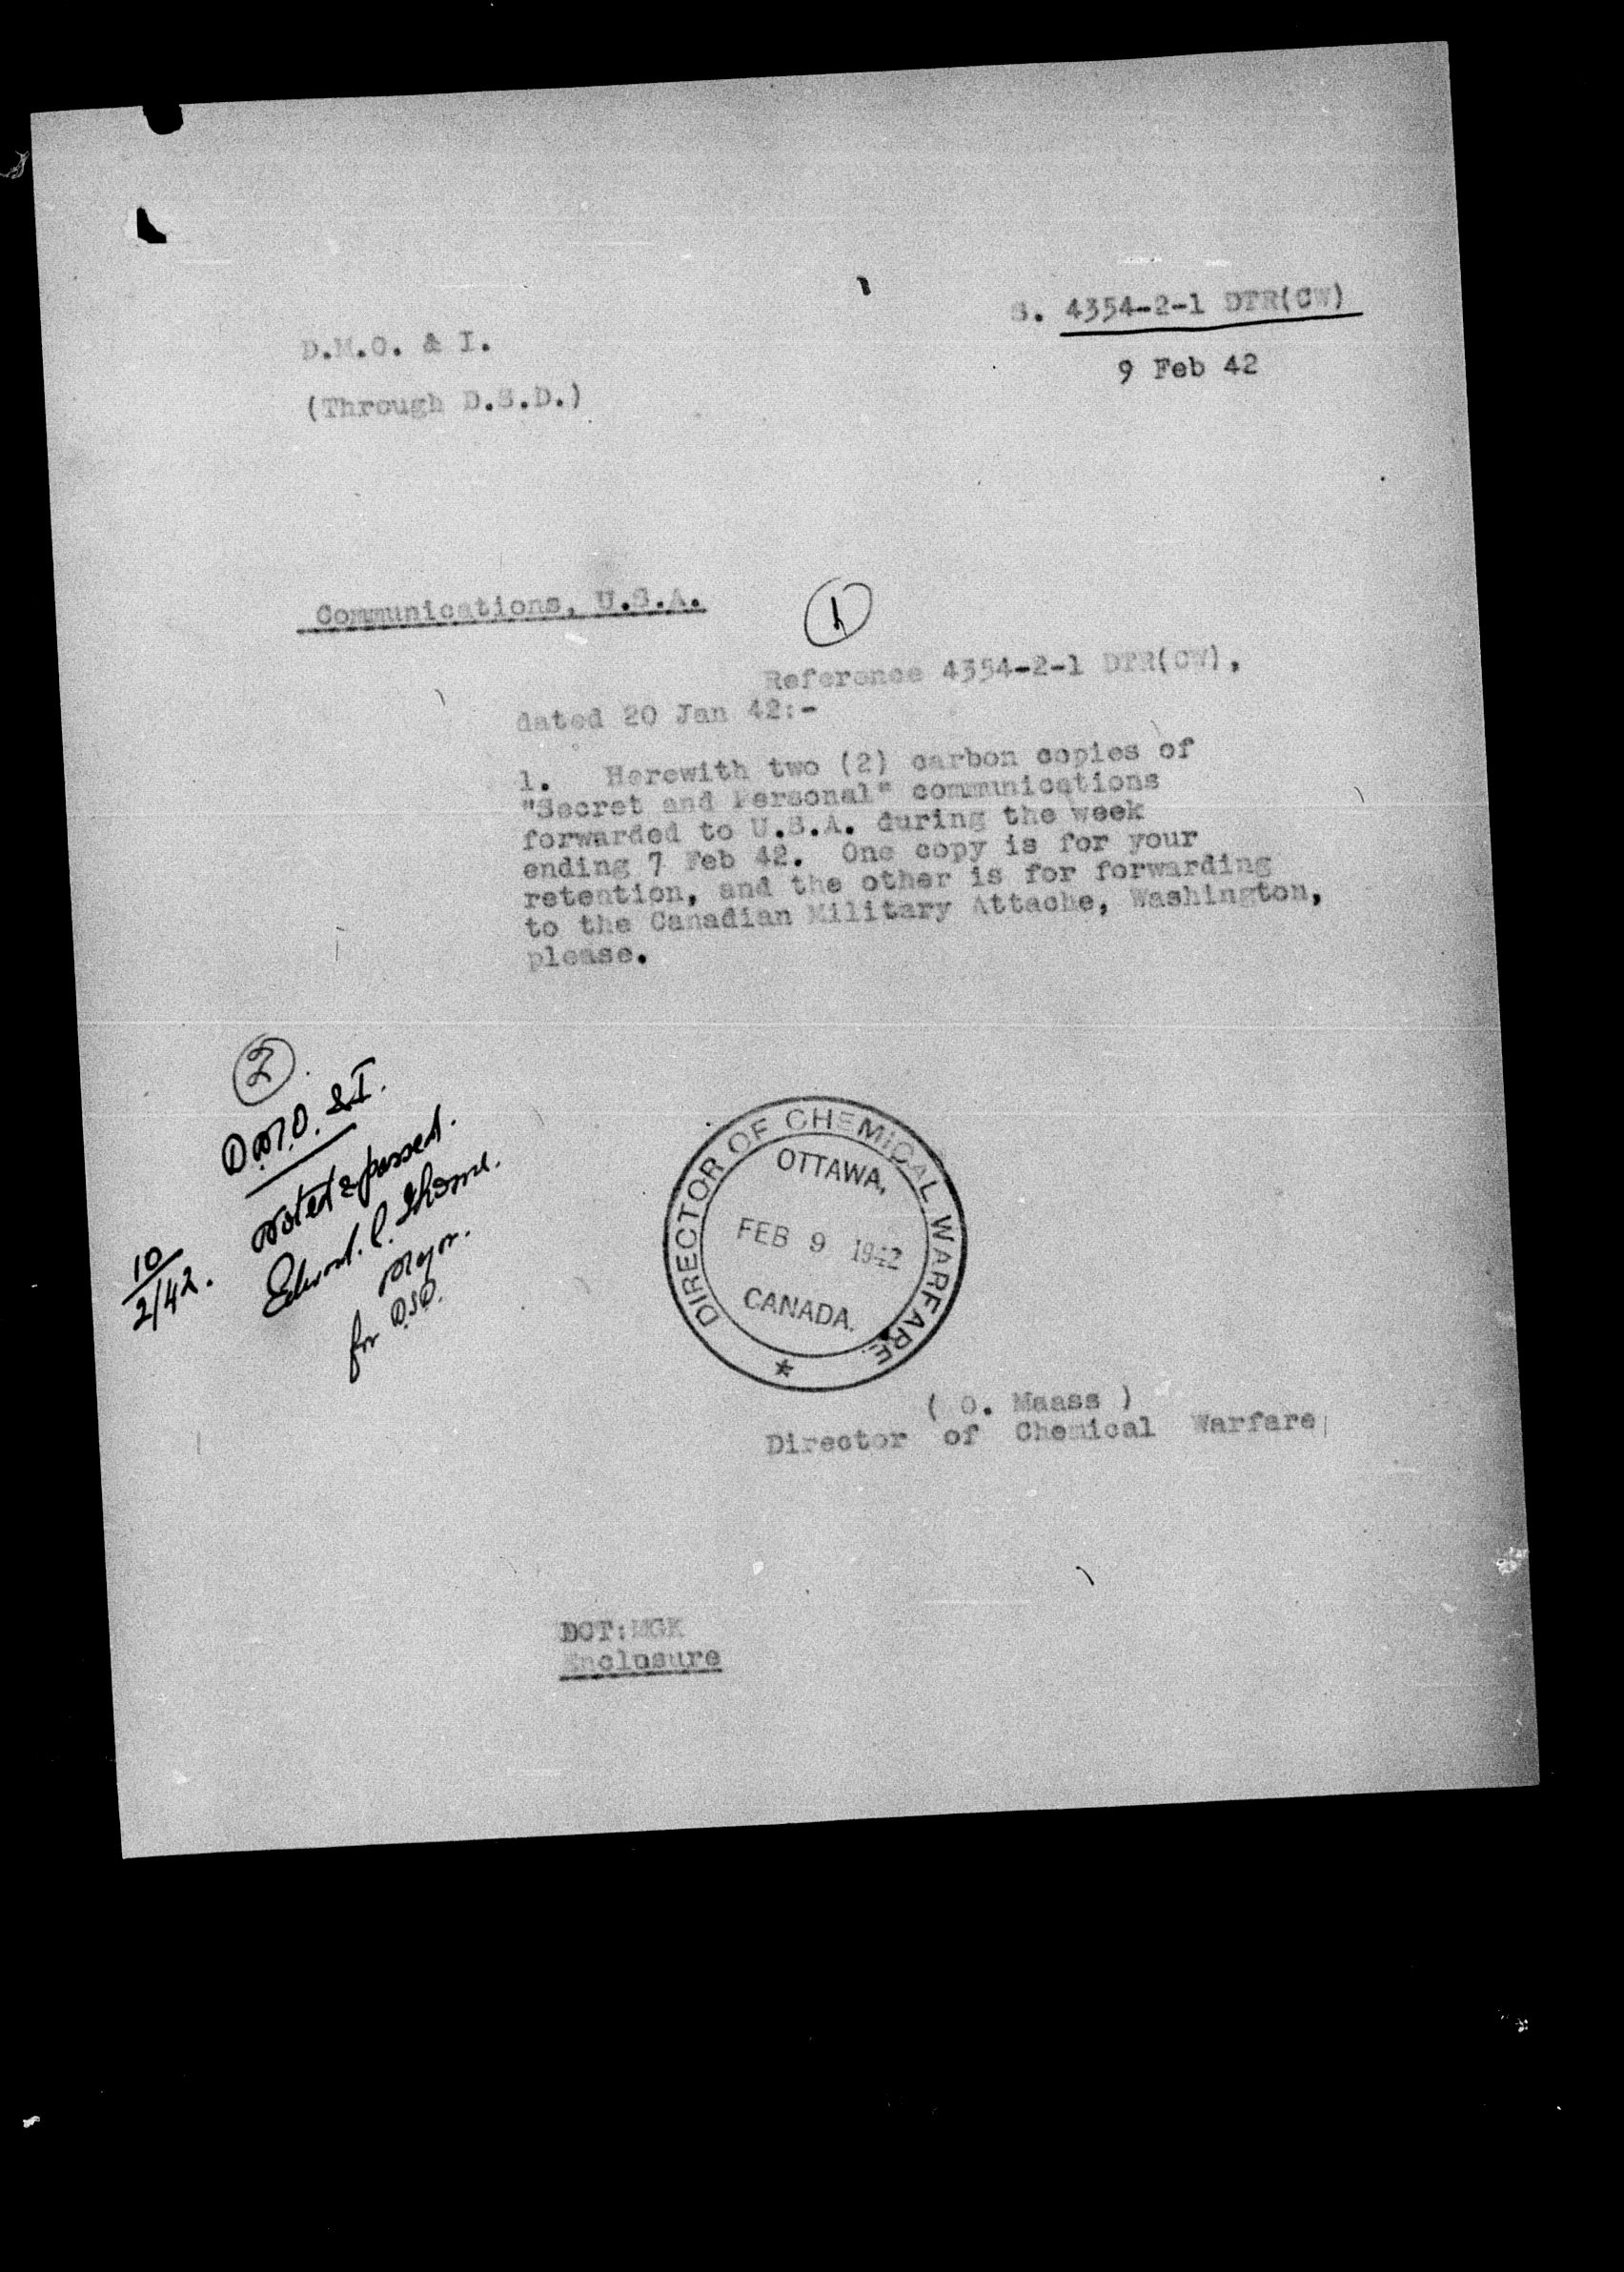 S. 4354-2-1 DTR(CW)
9 Feb 42
D.M.O. & I.
(Through D.S.D.)
Communications, U.S.A.
1
Reference 4354-2-1 DTR(CW),
dated 20 Jan 42:-
1. Herewith two (2) carbon copies of
"Secret and Personal" communications
forwarded to U.S.A. during the week
ending 7 Feb 42. One copy is for your
retention, and the other is for forwarding
to the Canadian Military Attache, Washington,
please.
2
D.M.O. & I.
Noted & passed.
Edward. C. Thorne.
Major.
for D.S.D.
10
2/42.
DIRECTOR OF CHEMICAL WARFARE.
OTTAWA,
FEB 9 1942
CANADA.
*
( O. Maass )
Director of Chemical Warfare
DCT:MGK
Enclosure